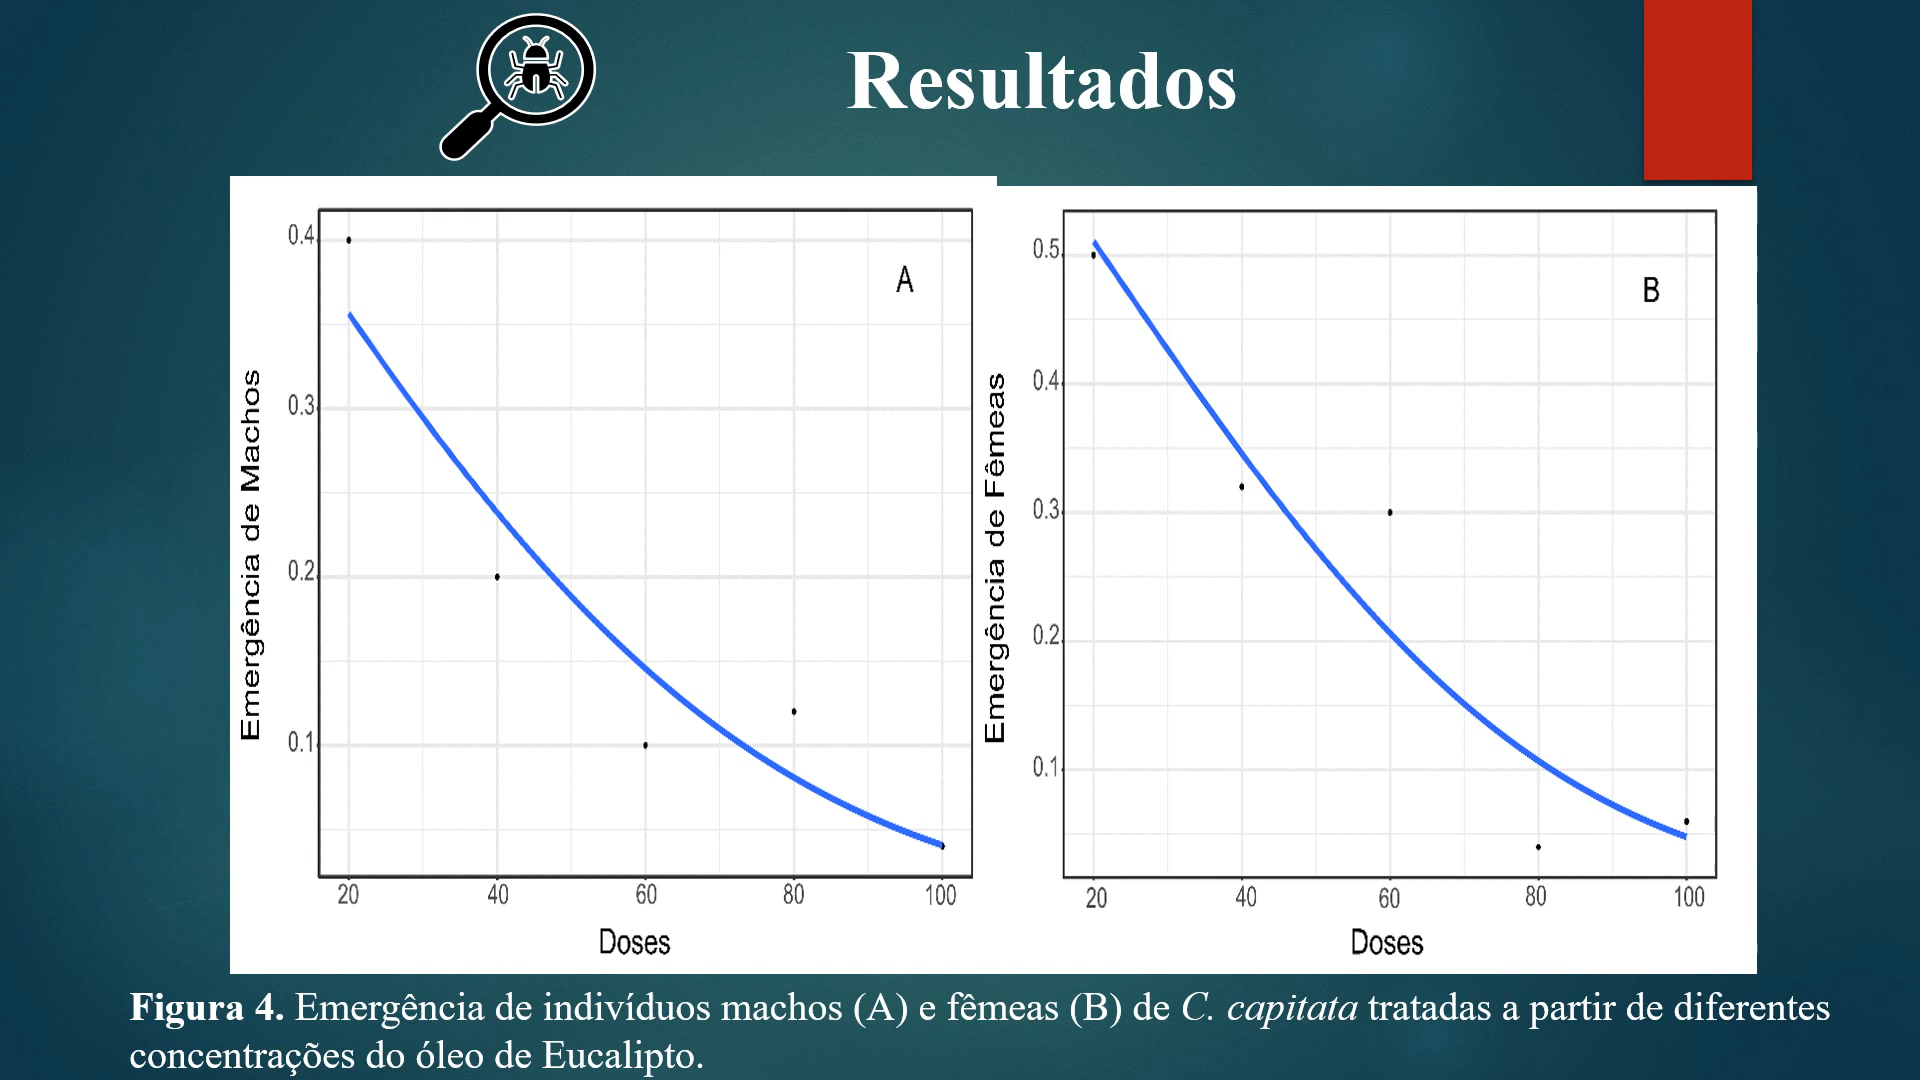 Resultados
0.4
0.3
0.2
0.1
Emergência de Machos
A
20 40 60 80 100
Doses
0.5
0.4
0.3
0.2
0.1
Emergência de Fêmeas
B
20 40 60 80 100
Doses
Figura 4. Emergência de indivíduos machos (A) e fêmeas (B) de C. capitata tratadas a partir de diferentes
concentrações do óleo de Eucalipto.